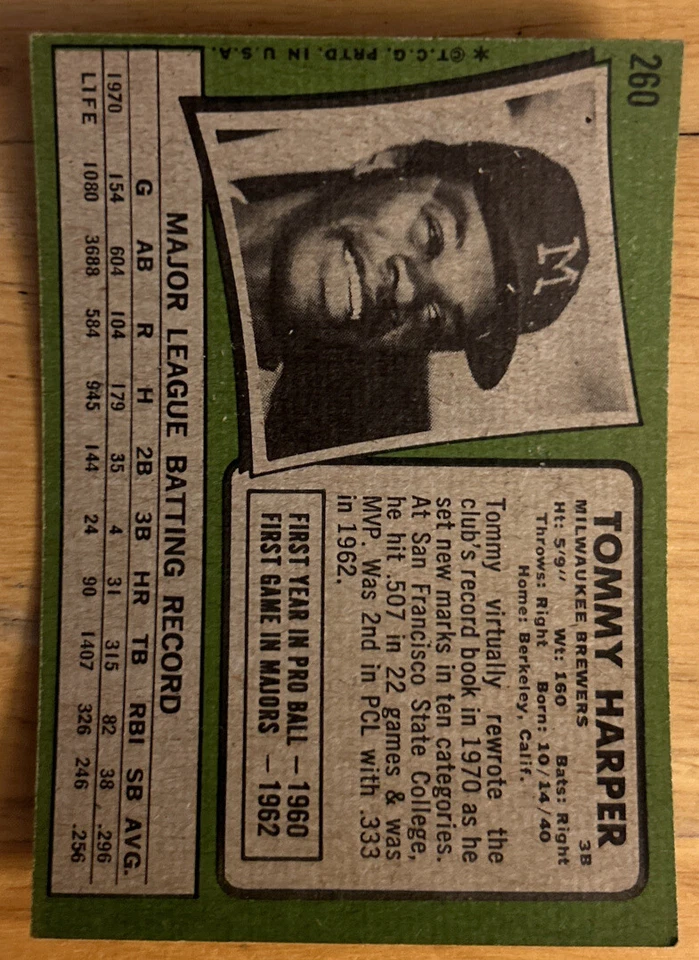 260
* © T.C.G. PRTD. IN U.S.A.
M
TOMMY HARPER
MILWAUKEE BREWERS 3B
Ht: 5'9" Wt: 160 Bats: Right
Throws: Right Born: 10/14/40
Home: Berkeley, Calif.
Tommy virtually rewrote the
club's record book in 1970 as he
set new marks in ten categories.
At San Francisco State College,
he hit .507 in 22 games & was
MVP. Was 2nd in PCL with .333
in 1962.
FIRST YEAR IN PRO BALL — 1960
FIRST GAME IN MAJORS — 1962
MAJOR LEAGUE BATTING RECORD
G AB R H 2B 3B HR TB RBI SB AVG.
1970 154 604 104 179 35 4 31 315 82 38 .296
LIFE 1080 3688 584 945 144 24 90 1407 326 246 .256